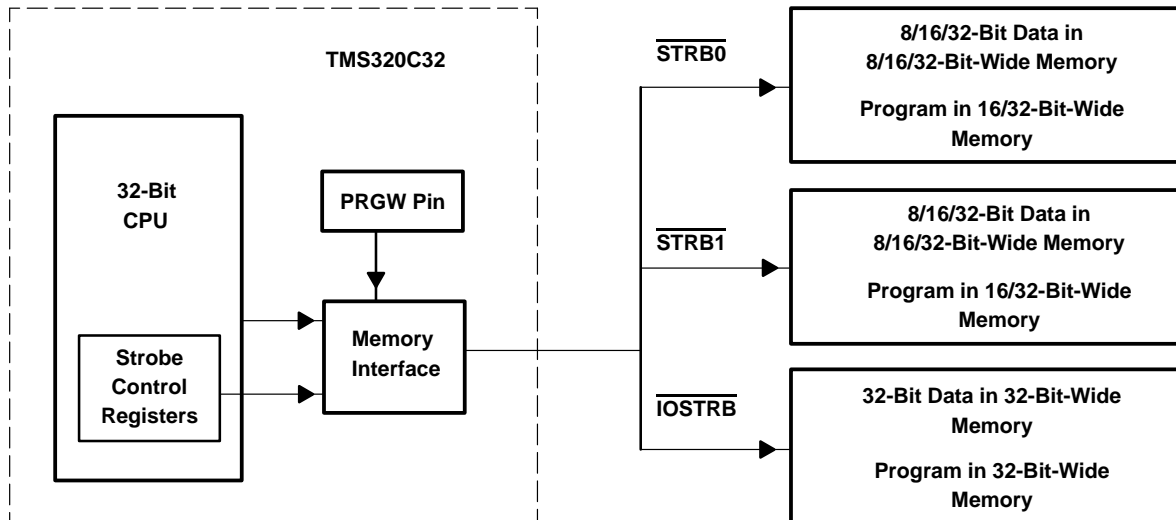 TMS320C32
32-Bit
CPU
Strobe
Control
Registers
PRGW Pin
Memory
Interface
STRB0
8/16/32-Bit Data in
8/16/32-Bit-Wide Memory
Program in 16/32-Bit-Wide
Memory
STRB1
8/16/32-Bit Data in
8/16/32-Bit-Wide Memory
Program in 16/32-Bit-Wide
Memory
IOSTRB
32-Bit Data in 32-Bit-Wide
Memory
Program in 32-Bit-Wide
Memory